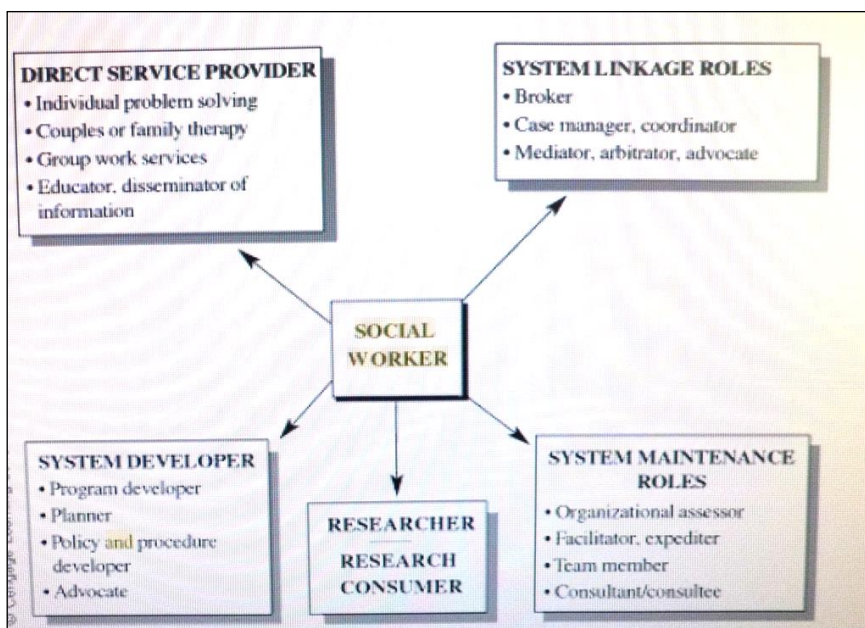 DIRECT SERVICE PROVIDER
• Individual problem solving
• Couples or family therapy
• Group work services
• Educator, disseminator of
information
SYSTEM LINKAGE ROLES
• Broker
• Case manager, coordinator
• Mediator, arbitrator, advocate
SOCIAL
WORKER
SYSTEM DEVELOPER
• Program developer
• Planner
• Policy and procedure
developer
• Advocate
RESEARCHER
RESEARCH
CONSUMER
SYSTEM MAINTENANCE
ROLES
• Organizational assessor
• Facilitator, expediter
• Team member
• Consultant/consultee
© Cengage